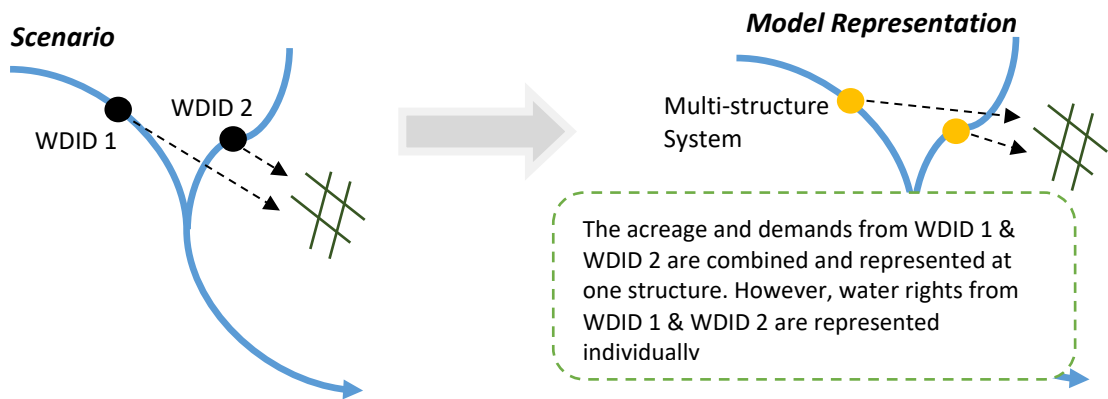 Scenario
WDID 1
WDID 2
Model Representation
Multi-structure
System
The acreage and demands from WDID 1 &
WDID 2 are combined and represented at
one structure. However, water rights from
WDID 1 & WDID 2 are represented
individually